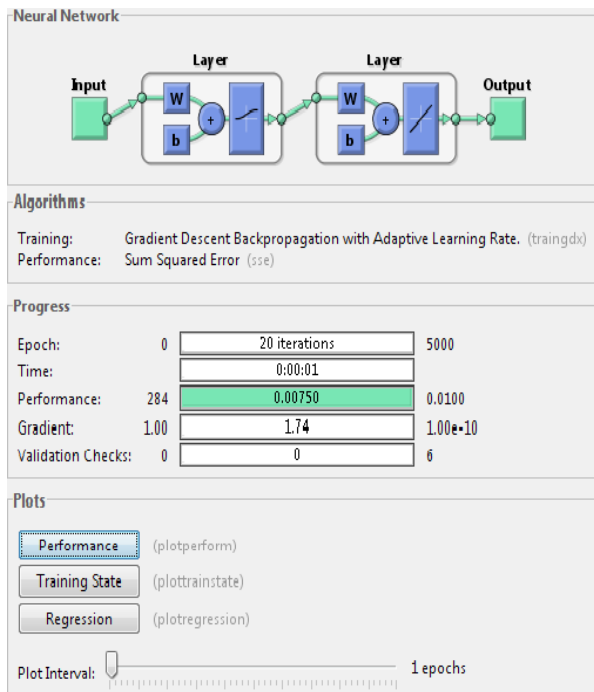 Neural Network
Layer Layer
Input Output
W W
+ +
b b
Algorithms
Training: Gradient Descent Backpropagation with Adaptive Learning Rate. (traingdx)
Performance: Sum Squared Error (sse)
Progress
Epoch: 0 20 iterations 5000
Time: 0:00:01
Performance: 284 0.00750 0.0100
Gradient: 1.00 1.74 1.00e-10
Validation Checks: 0 0 6
Plots
Performance (plotperform)
Training State (plottrainstate)
Regression (plotregression)
Plot Interval: 1 epochs